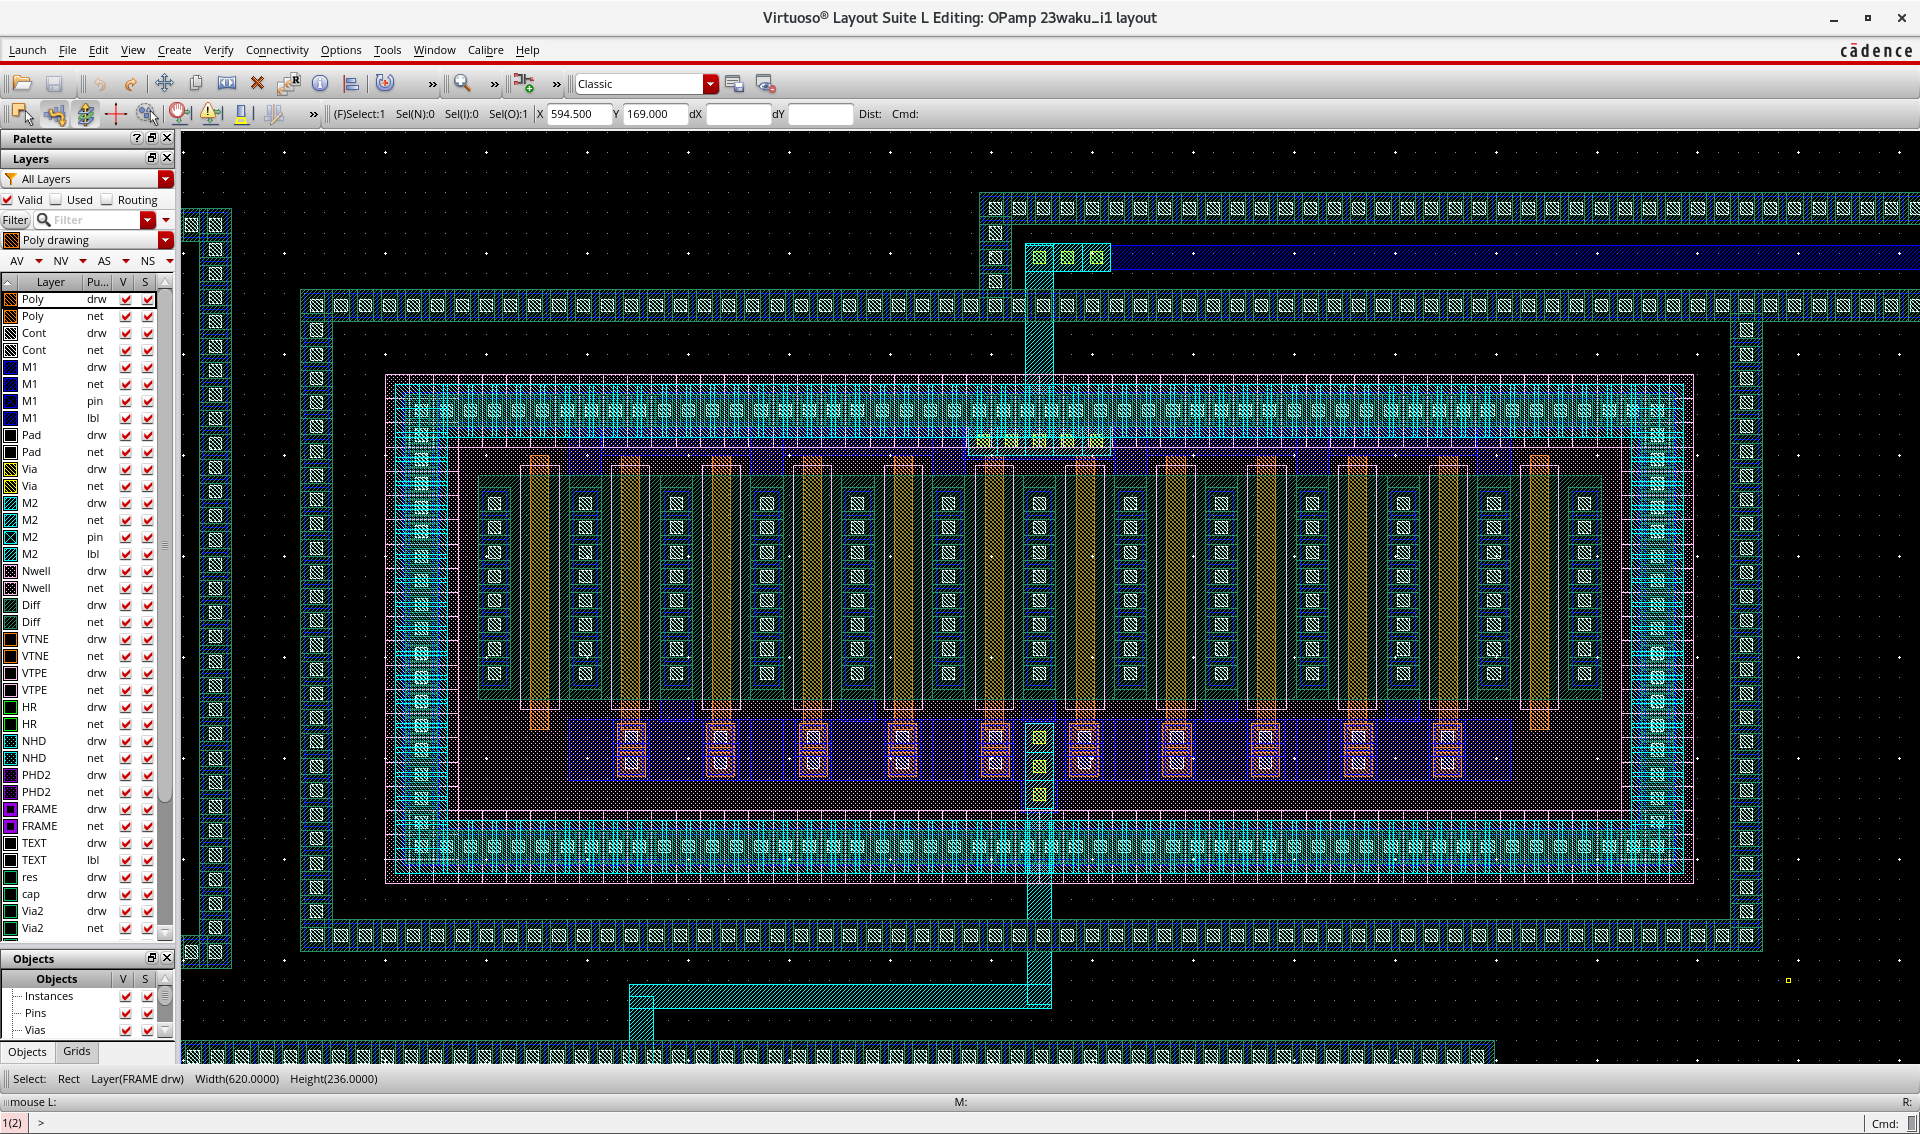 Virtuoso® Layout Suite L Editing: OPamp 23waku_i1 layout
Launch File Edit View Create Verify Connectivity Options Tools Window Calibre Help
cādence
» » » Classic
» (F)Select:1 Sel(N):0 Sel(I):0 Sel(O):1 X 594.500 Y 169.000 dX dY Dist: Cmd:
Palette
Layers
All Layers
Valid Used Routing
Filter Filter
Poly drawing
AV NV AS NS
Layer Pu... V S
Poly drw
Poly net
Cont drw
Cont net
M1 drw
M1 net
M1 pin
M1 lbl
Pad drw
Pad net
Via drw
Via net
M2 drw
M2 net
M2 pin
M2 lbl
Nwell drw
Nwell net
Diff drw
Diff net
VTNE drw
VTNE net
VTPE drw
VTPE net
HR drw
HR net
NHD drw
NHD net
PHD2 drw
PHD2 net
FRAME drw
FRAME net
TEXT drw
TEXT lbl
res drw
cap drw
Via2 drw
Via2 net
Objects
Objects V S
Instances
Pins
Vias
Objects Grids
Select: Rect Layer(FRAME drw) Width(620.0000) Height(236.0000)
mouse L: M: R:
1(2) > Cmd: